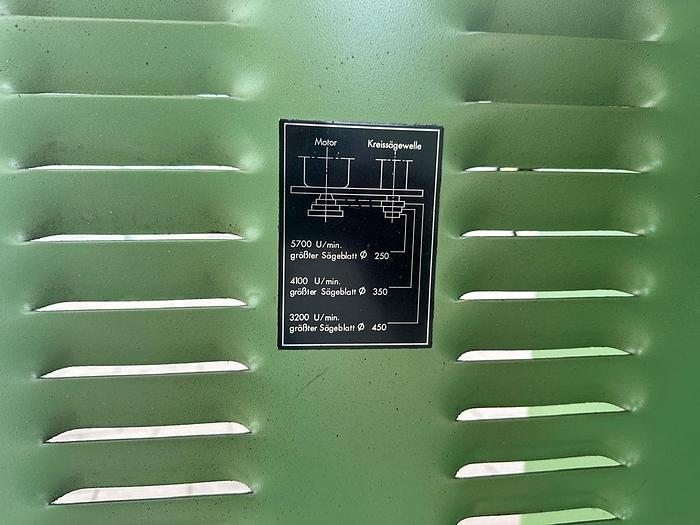 Motor Kreissägewelle
5700 U/min.
größter Sägeblatt Ø 250
4100 U/min.
größter Sägeblatt Ø 350
3200 U/min.
größter Sägeblatt Ø 450